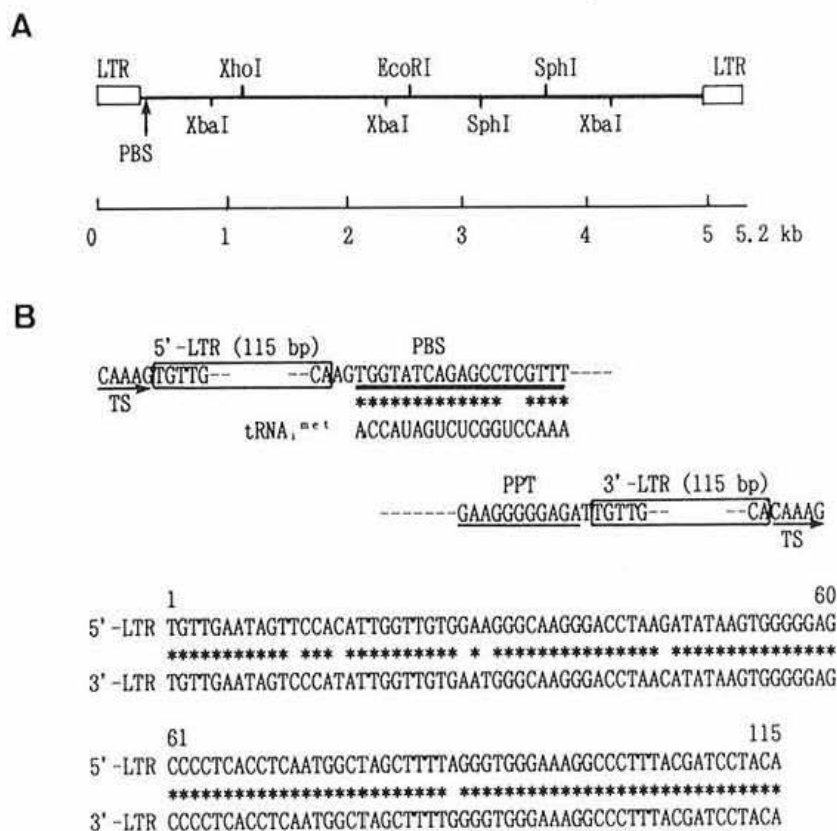 A
LTR XhoI EcoRI SphI LTR
XbaI XbaI SphI XbaI
PBS
0 1 2 3 4 5 5.2 kb
B
5'-LTR (115 bp) PBS
CAAAGTGTTG-- --CAAGTGGTATCAGAGCCTCGTTT----
TS
************* ****
tRNAiᵐᵉᵗ ACCAUAGUCUCGGUCCAAA
PPT 3'-LTR (115 bp)
-------GAAGGGGGAGATTGTTG-- --CACAAAG
TS
1 60
5'-LTR TGTTGAATAGTTCCACATTGGTTGTGGAAGGGCAAGGGACCTAAGATATAAGTGGGGGAG
*********** *** ********** * *************** ***************
3'-LTR TGTTGAATAGTCCCATATTGGTTGTGAATGGGCAAGGGACCTAACATATAAGTGGGGGAG
61 115
5'-LTR CCCCTCACCTCAATGGCTAGCTTTTAGGGTGGGAAAGGCCCTTTACGATCCTACA
************************* *****************************
3'-LTR CCCCTCACCTCAATGGCTAGCTTTTGGGGTGGGAAAGGCCCTTTACGATCCTACA